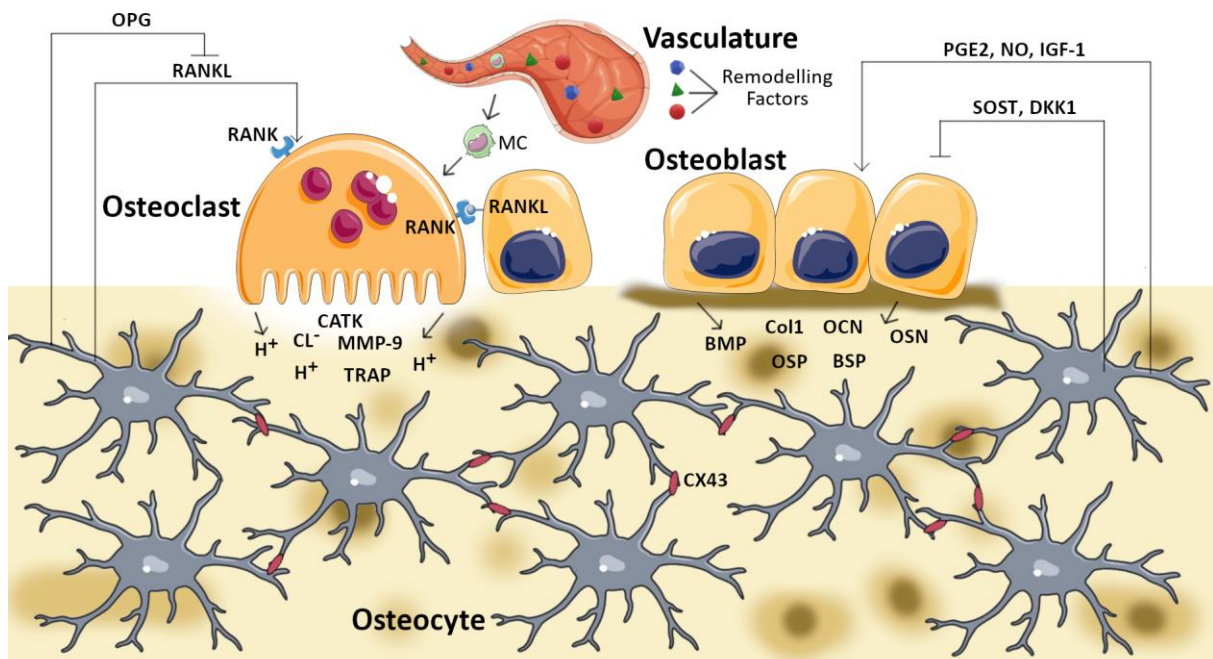 OPG
RANKL
RANK
Osteoclast
Vasculature
Remodelling
Factors
MC
RANK
RANKL
Osteoblast
PGE2, NO, IGF-1
SOST, DKK1
H+
CL-
H+
CATK
MMP-9
TRAP
H+
BMP
Col1
OSP
OCN
BSP
OSN
CX43
Osteocyte